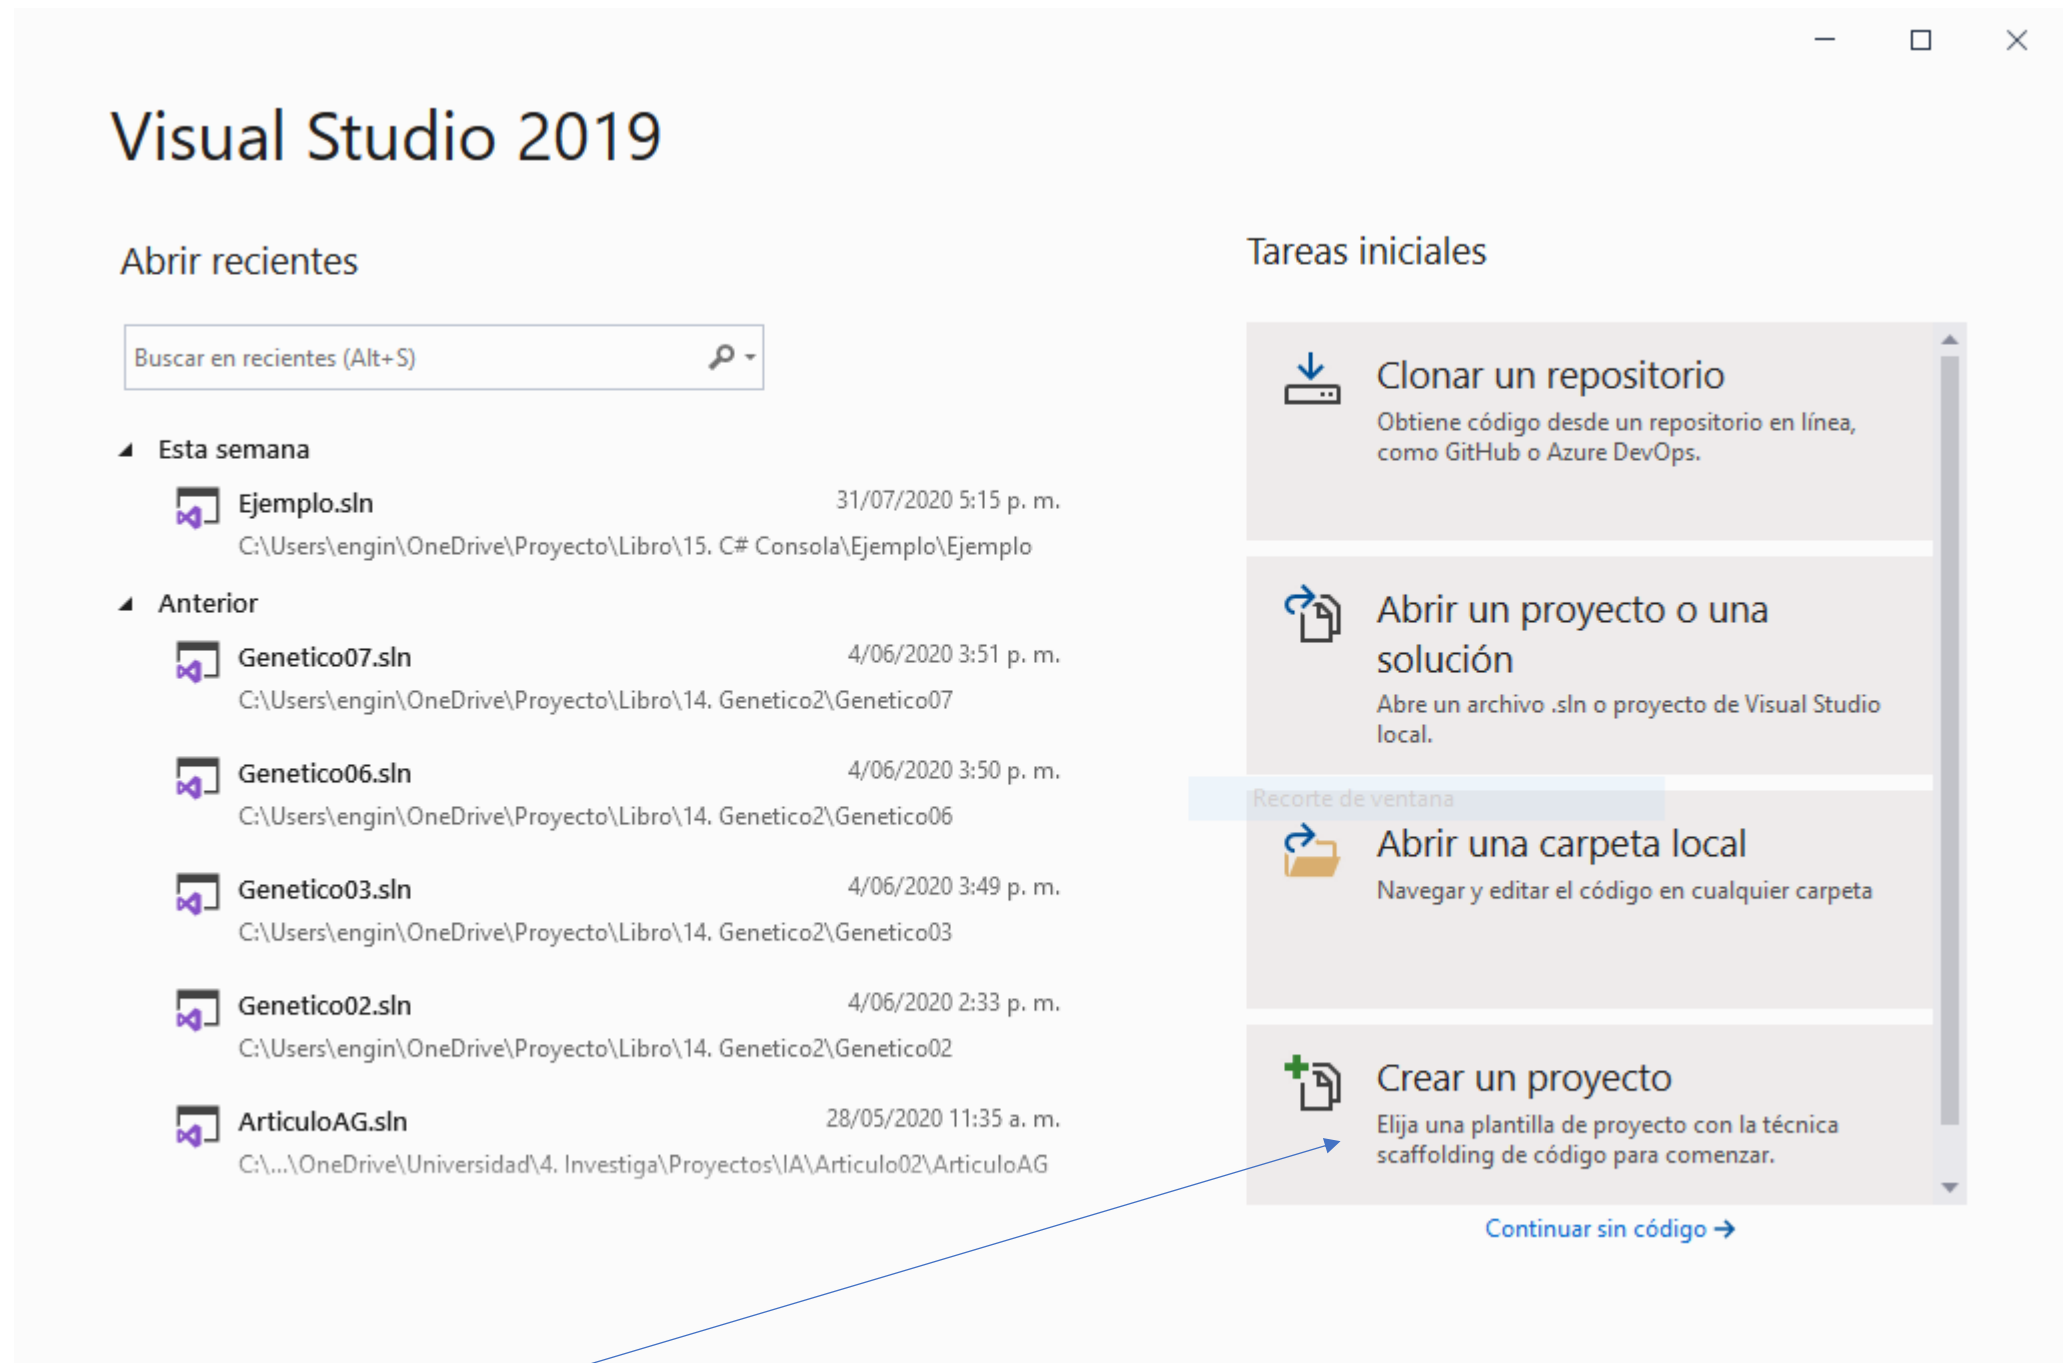 Visual Studio 2019
Abrir recientes
Buscar en recientes (Alt+S)
Esta semana
Ejemplo.sln 31/07/2020 5:15 p. m.
C:\Users\engin\OneDrive\Proyecto\Libro\15. C# Consola\Ejemplo\Ejemplo
Anterior
Genetico07.sln 4/06/2020 3:51 p. m.
C:\Users\engin\OneDrive\Proyecto\Libro\14. Genetico2\Genetico07
Genetico06.sln 4/06/2020 3:50 p. m.
C:\Users\engin\OneDrive\Proyecto\Libro\14. Genetico2\Genetico06
Genetico03.sln 4/06/2020 3:49 p. m.
C:\Users\engin\OneDrive\Proyecto\Libro\14. Genetico2\Genetico03
Genetico02.sln 4/06/2020 2:33 p. m.
C:\Users\engin\OneDrive\Proyecto\Libro\14. Genetico2\Genetico02
ArticuloAG.sln 28/05/2020 11:35 a. m.
C:\...\OneDrive\Universidad\4. Investiga\Proyectos\IA\Articulo02\ArticuloAG
Tareas iniciales
Clonar un repositorio
Obtiene código desde un repositorio en línea,
como GitHub o Azure DevOps.
Abrir un proyecto o una
solución
Abre un archivo .sln o proyecto de Visual Studio
local.
Recorte de ventana
Abrir una carpeta local
Navegar y editar el código en cualquier carpeta
Crear un proyecto
Elija una plantilla de proyecto con la técnica
scaffolding de código para comenzar.
Continuar sin código →